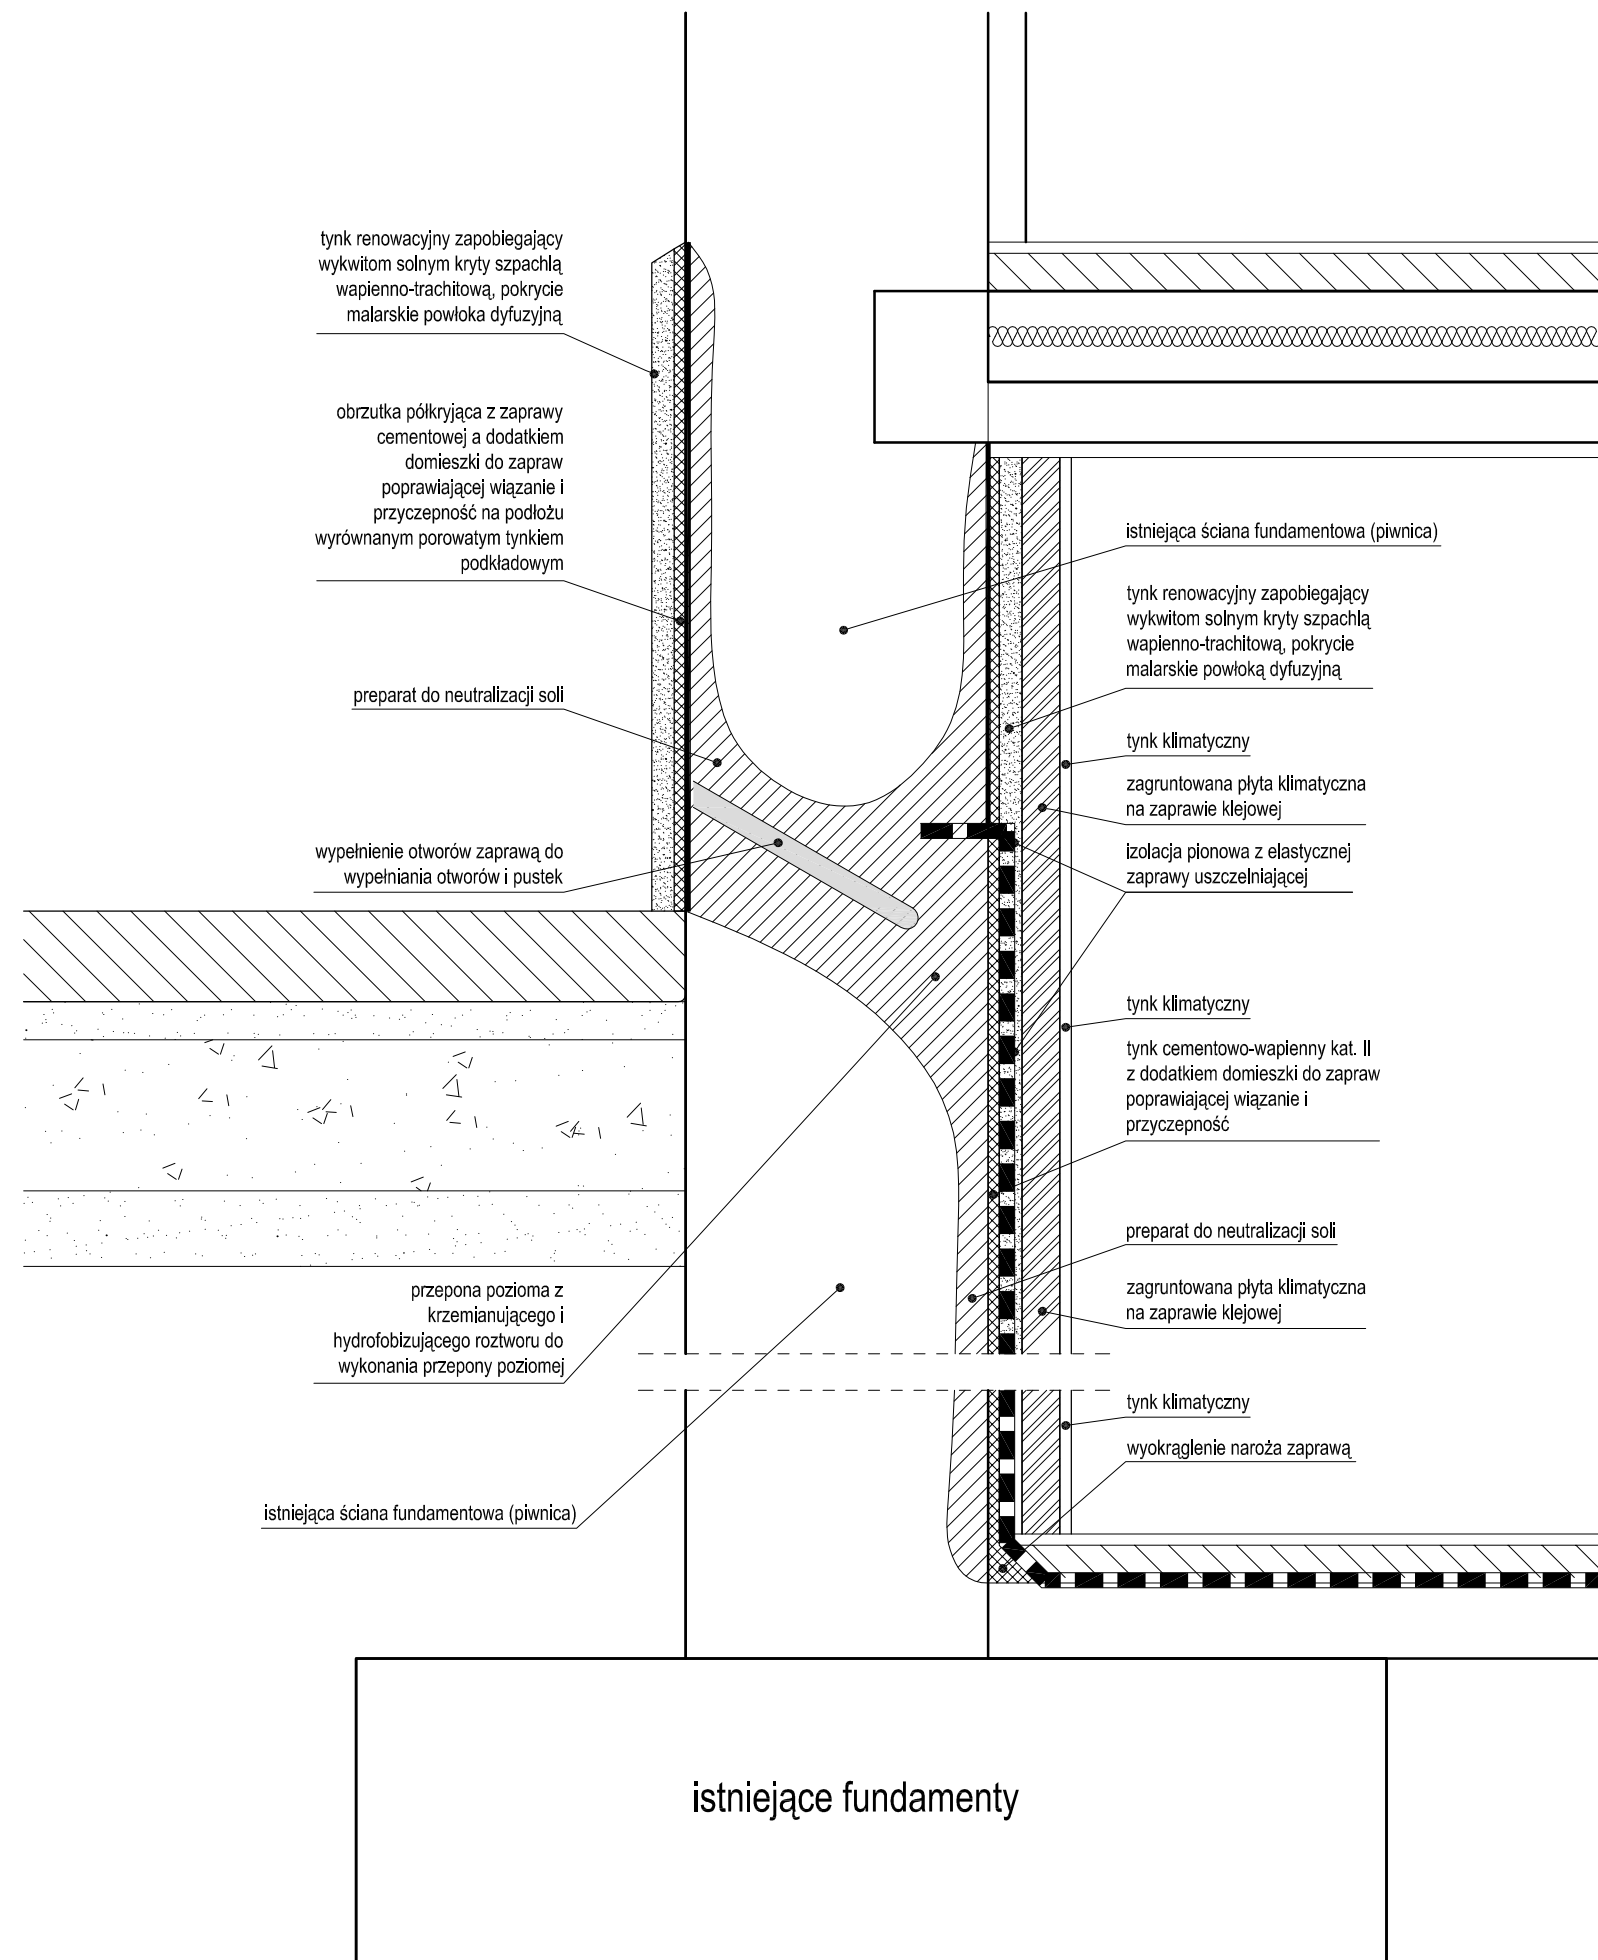 tynk renowacyjny zapobiegający
wykwitom solnym kryty szpachlą
wapienno-trachitową, pokrycie
malarskie powłoka dyfuzyjną
obrzutka półkryjąca z zaprawy
cementowej a dodatkiem
domieszki do zapraw
poprawiającej wiązanie i
przyczepność na podłożu
wyrównanym porowatym tynkiem
podkładowym
preparat do neutralizacji soli
wypełnienie otworów zaprawą do
wypełniania otworów i pustek
przepona pozioma z
krzemianującego i
hydrofobizującego roztworu do
wykonania przepony poziomej
istniejąca ściana fundamentowa (piwnica)
istniejąca ściana fundamentowa (piwnica)
tynk renowacyjny zapobiegający
wykwitom solnym kryty szpachlą
wapienno-trachitową, pokrycie
malarskie powłoką dyfuzyjną
tynk klimatyczny
zagruntowana płyta klimatyczna
na zaprawie klejowej
izolacja pionowa z elastycznej
zaprawy uszczelniającej
tynk klimatyczny
tynk cementowo-wapienny kat. II
z dodatkiem domieszki do zapraw
poprawiającej wiązanie i
przyczepność
preparat do neutralizacji soli
zagruntowana płyta klimatyczna
na zaprawie klejowej
tynk klimatyczny
wyokrąglenie naroża zaprawą
istniejące fundamenty